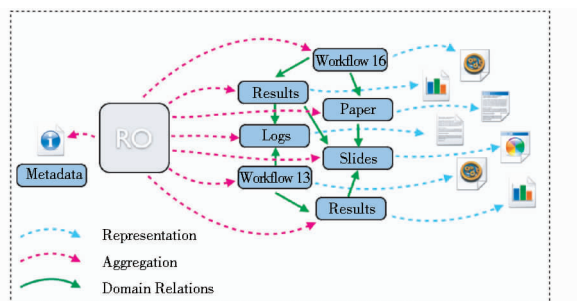 Workflow 16
Results
Paper
RO
Logs
Slides
Metadata
Workflow 13
Results
Representation
Aggregation
Domain Relations